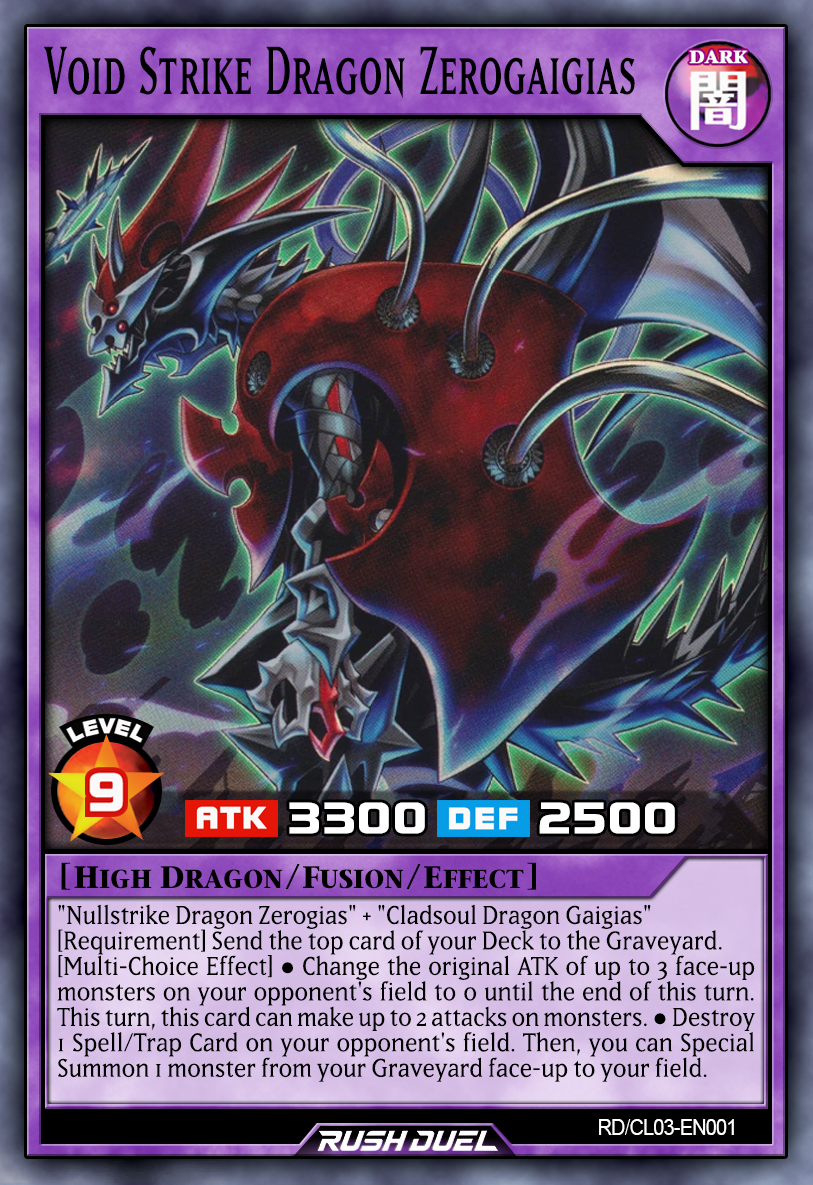 VOID STRIKE DRAGON ZEROGAIGIAS
DARK
闇
LEVEL
9
ATK 3300 DEF 2500
[HIGH DRAGON/FUSION/EFFECT]
"Nullstrike Dragon Zerogias" + "Cladsoul Dragon Gaigias"
[Requirement] Send the top card of your Deck to the Graveyard.
[Multi-Choice Effect] ● Change the original ATK of up to 3 face-up
monsters on your opponent's field to 0 until the end of this turn.
This turn, this card can make up to 2 attacks on monsters. ● Destroy
1 Spell/Trap Card on your opponent's field. Then, you can Special
Summon 1 monster from your Graveyard face-up to your field.
RD/CL03-EN001
RUSH DUEL